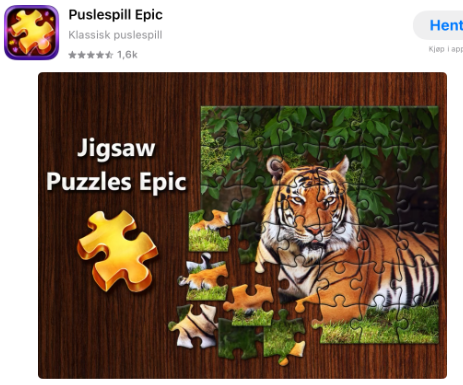 Puslespill Epic
Klassisk puslespill
1,6k
Hent
Kjøp i app
Jigsaw
Puzzles Epic